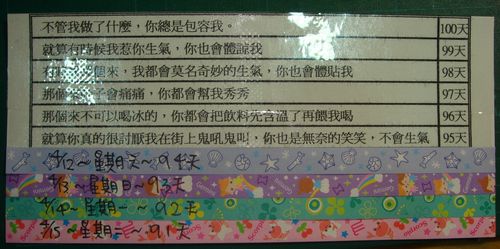 不管我做了什麼，你總是包容我。 100天
就算有時候我惹你生氣，你也會體諒我 99天
個來，我都會莫名奇妙的生氣，你也會體貼我 98天
那個 子會痛痛，你都會幫我秀秀 97天
那個來不可以喝冰的，你都會把飲料先含溫了再餵我喝 96天
就算你真的很討厭我在街上鬼吼鬼叫，你也是無奈的笑笑，不會生氣 95天
4/12~星期六~94天
4/13~星期日~93天
4/14~星期一~92天
4/15~星期二~91天